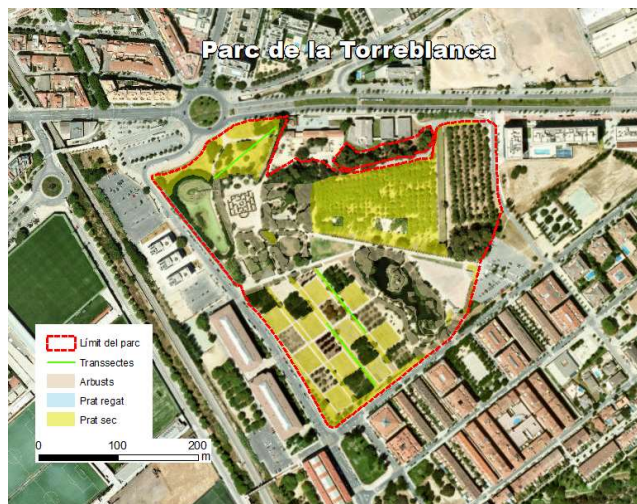 Parc de la Torreblanca
Límit del parc
Transsectes
Arbusts
Prat regat
Prat sec
0 100 200
m